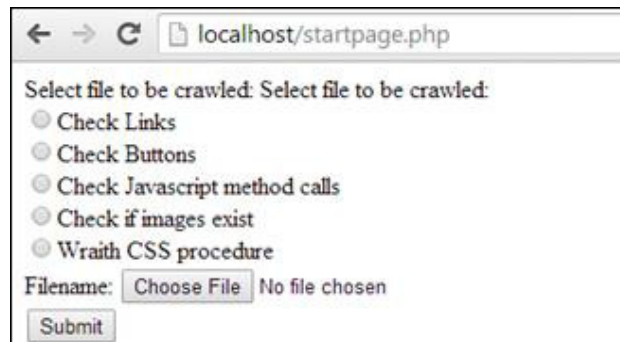 localhost/startpage.php
Select file to be crawled: Select file to be crawled:
Check Links
Check Buttons
Check Javascript method calls
Check if images exist
Wraith CSS procedure
Filename: Choose File No file chosen
Submit